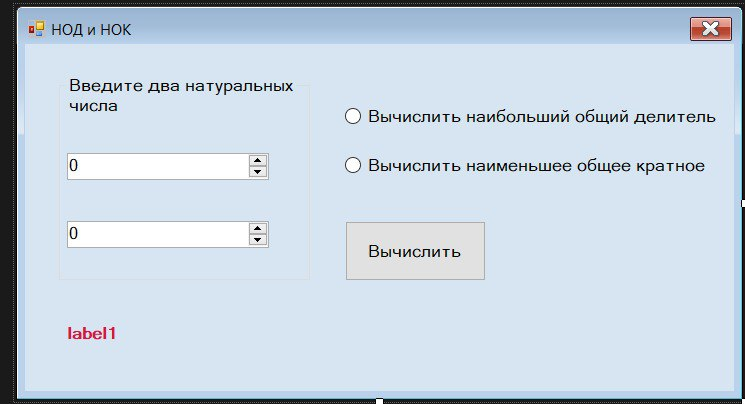 НОД и НОК
Введите два натуральных
числа
0
0
Вычислить наибольший общий делитель
Вычислить наименьшее общее кратное
Вычислить
label1